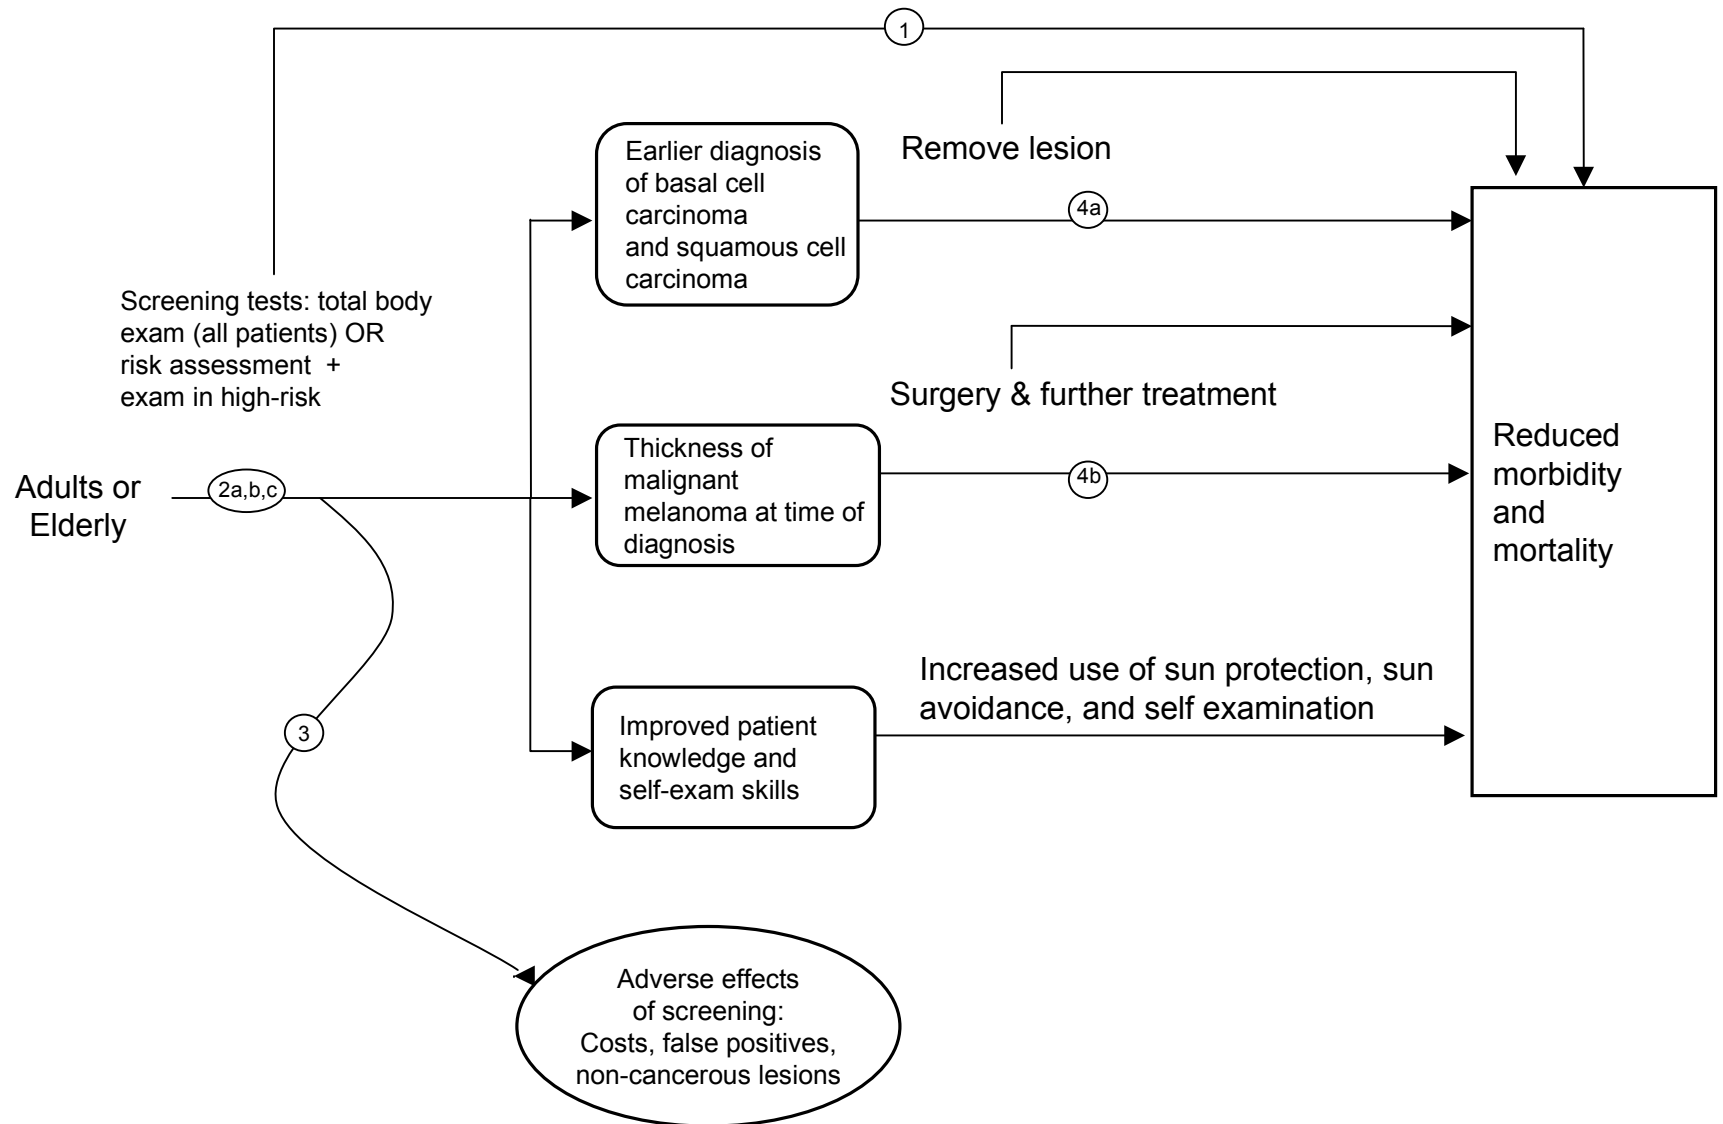 1
Remove lesion
Earlier diagnosis
of basal cell
carcinoma
and squamous cell
carcinoma
4a
Screening tests: total body
exam (all patients) OR
risk assessment +
exam in high-risk
Surgery & further treatment
Adults or
Elderly
2a,b,c
Thickness of
malignant
melanoma at time of
diagnosis
4b
Reduced
morbidity
and
mortality
3
Improved patient
knowledge and
self-exam skills
Increased use of sun protection, sun
avoidance, and self examination
Adverse effects
of screening:
Costs, false positives,
non-cancerous lesions